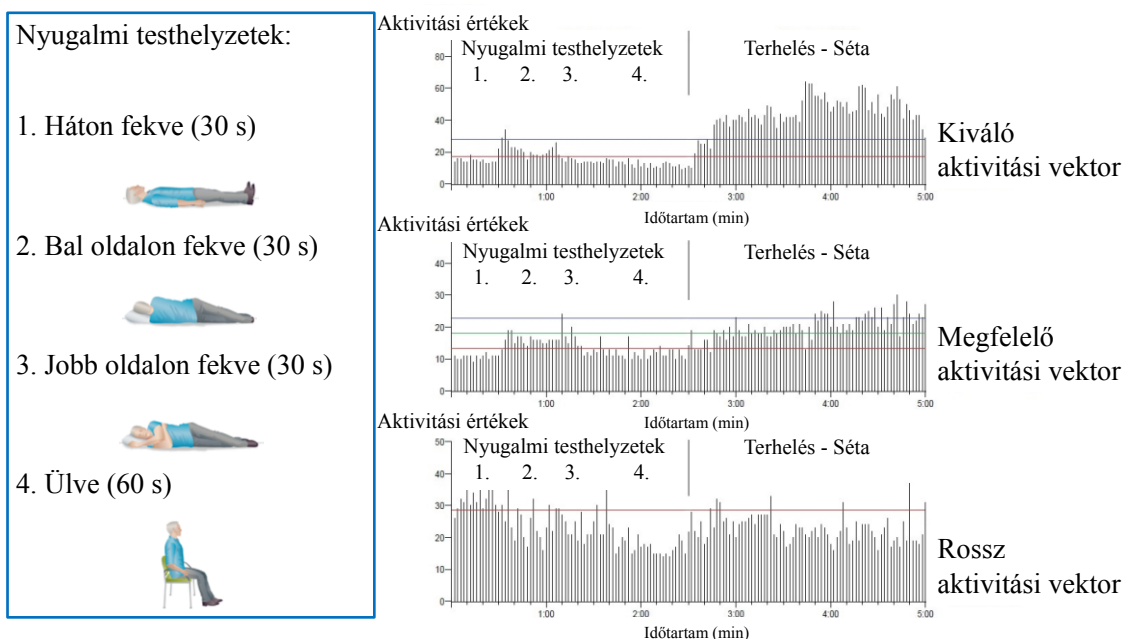 Nyugalmi testhelyzetek:
1. Háton fekve (30 s)
2. Bal oldalon fekve (30 s)
3. Jobb oldalon fekve (30 s)
4. Ülve (60 s)
Aktivitási értékek
Nyugalmi testhelyzetek
Terhelés - Séta
1. 2. 3. 4.
80
60
40
20
0
1:00 2:00 3:00 4:00 5:00
Időtartam (min)
Kiváló
aktivitási vektor
Aktivitási értékek
Nyugalmi testhelyzetek
Terhelés - Séta
1. 2. 3. 4.
40
30
20
10
0
1:00 2:00 3:00 4:00 5:00
Időtartam (min)
Megfelelő
aktivitási vektor
Aktivitási értékek
Nyugalmi testhelyzetek
Terhelés - Séta
1. 2. 3. 4.
50
40
30
20
10
0
1:00 2:00 3:00 4:00 5:00
Időtartam (min)
Rossz
aktivitási vektor